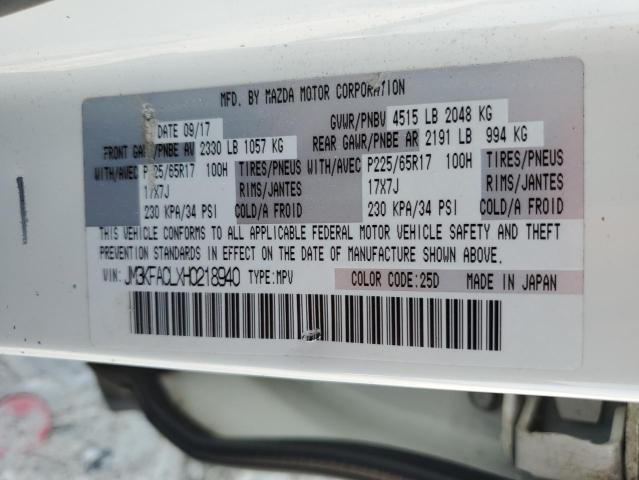 MFD. BY MAZDA MOTOR CORPORATION
DATE 09/17 GVWR/PNBV 4515 LB 2048 KG
FRONT GAWR/PNBE AV 2330 LB 1057 KG REAR GAWR/PNBE AR 2191 LB 994 KG
WITH/AVEC P225/65R17 100H TIRES/PNEUS WITH/AVEC P225/65R17 100H TIRES/PNEUS
17X7J RIMS/JANTES 17X7J RIMS/JANTES
230 KPA/34 PSI COLD/A FROID 230 KPA/34 PSI COLD/A FROID
THIS VEHICLE CONFORMS TO ALL APPLICABLE FEDERAL MOTOR VEHICLE SAFETY AND THEFT
PREVENTION STANDARDS IN EFFECT ON THE DATE OF MANUFACTURE SHOWN ABOVE.
VIN: JM3KFACLXH0218940 TYPE:MPV COLOR CODE:25D MADE IN JAPAN